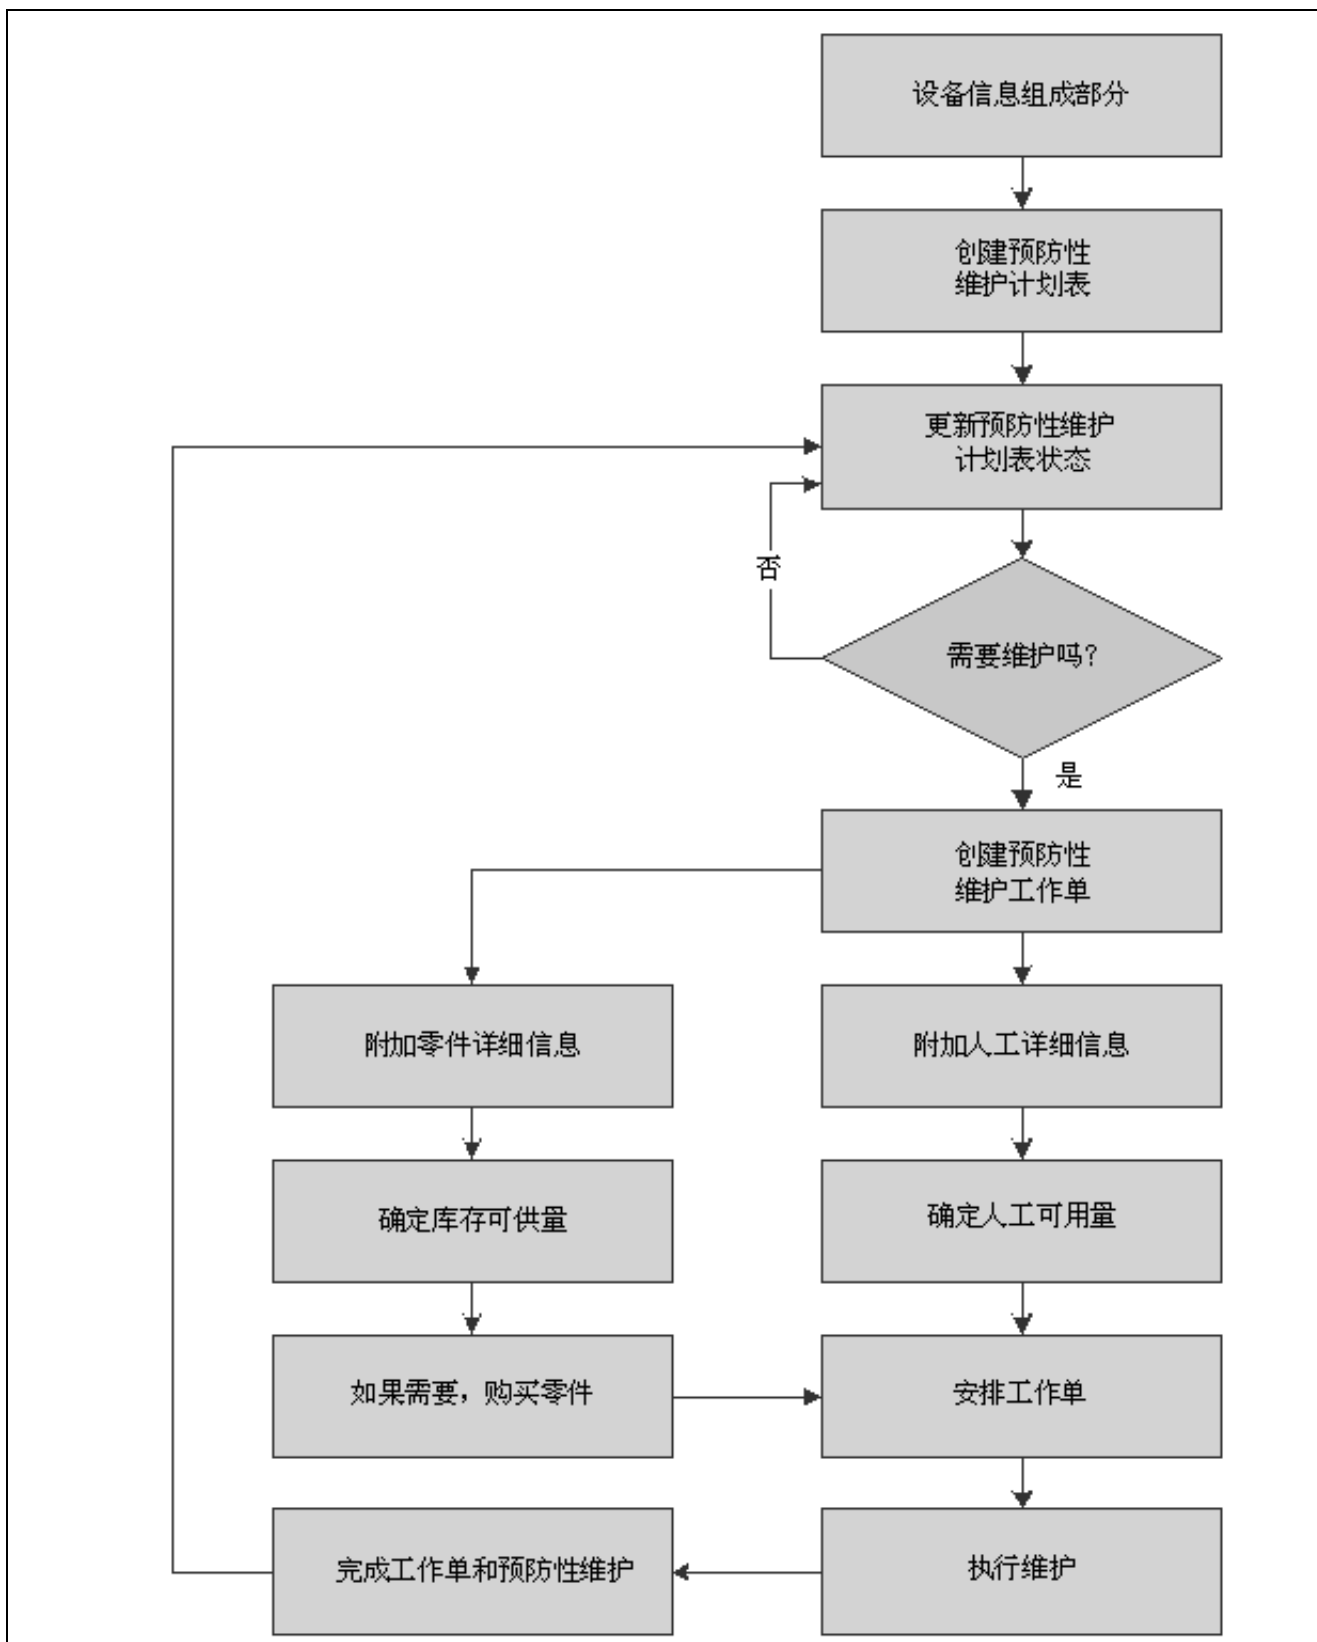 设备信息组成部分
创建预防性
维护计划表
更新预防性维护
计划表状态
否
需要维护吗？
是
创建预防性
维护工作单
附加零件详细信息
附加人工详细信息
确定库存可供量
确定人工可用量
如果需要，购买零件
安排工作单
完成工作单和预防性维护
执行维护